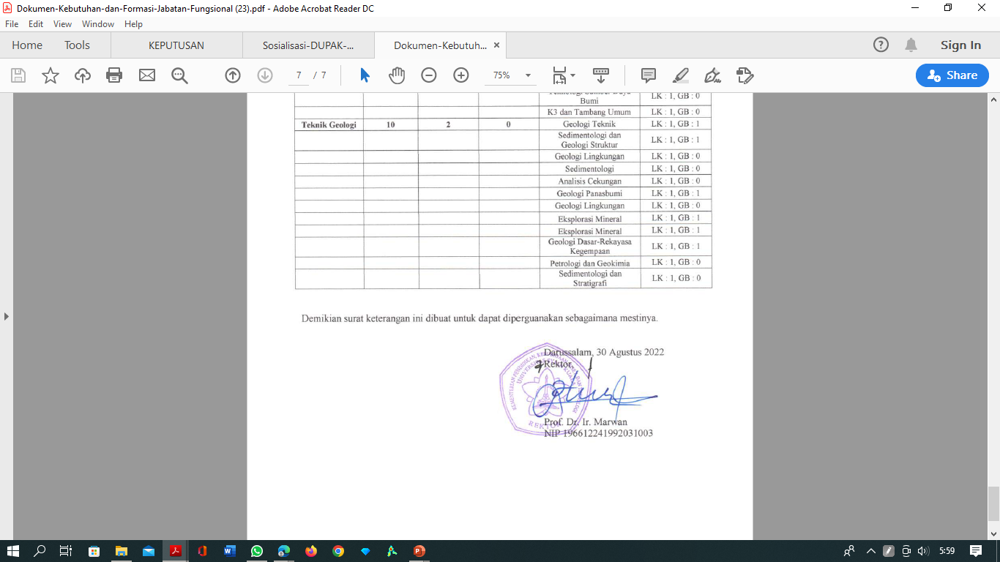 Dokumen-Kebutuhan-dan-Formasi-Jabatan-Fungsional (23).pdf - Adobe Acrobat Reader DC
File Edit View Window Help
Home Tools KEPUTUSAN Sosialisasi-DUPAK-... Dokumen-Kebutuh... × Sign In
7 / 7 75% Share
Bumi LK : 1, GB : 0
K3 dan Tambang Umum LK : 1, GB : 0
Teknik Geologi 10 2 0 Geologi Teknik LK : 1, GB : 1
Sedimentologi dan
Geologi Struktur LK : 1, GB : 1
Geologi Lingkungan LK : 1, GB : 0
Sedimentologi LK : 1, GB : 0
Analisis Cekungan LK : 1, GB : 0
Geologi Panasbumi LK : 1, GB : 1
Geologi Lingkungan LK : 1, GB : 0
Eksplorasi Mineral LK : 1, GB : 1
Eksplorasi Mineral LK : 1, GB : 1
Geologi Dasar-Rekayasa
Kegempaan LK : 1, GB : 1
Petrologi dan Geokimia LK : 1, GB : 0
Sedimentologi dan
Stratigrafi LK : 1, GB : 0
Demikian surat keterangan ini dibuat untuk dapat diperguanakan sebagaimana mestinya.
Darussalam, 30 Agustus 2022
Rektor,
REKTOR
Prof. Dr. Ir. Marwan
NIP 196612241992031003
5:59